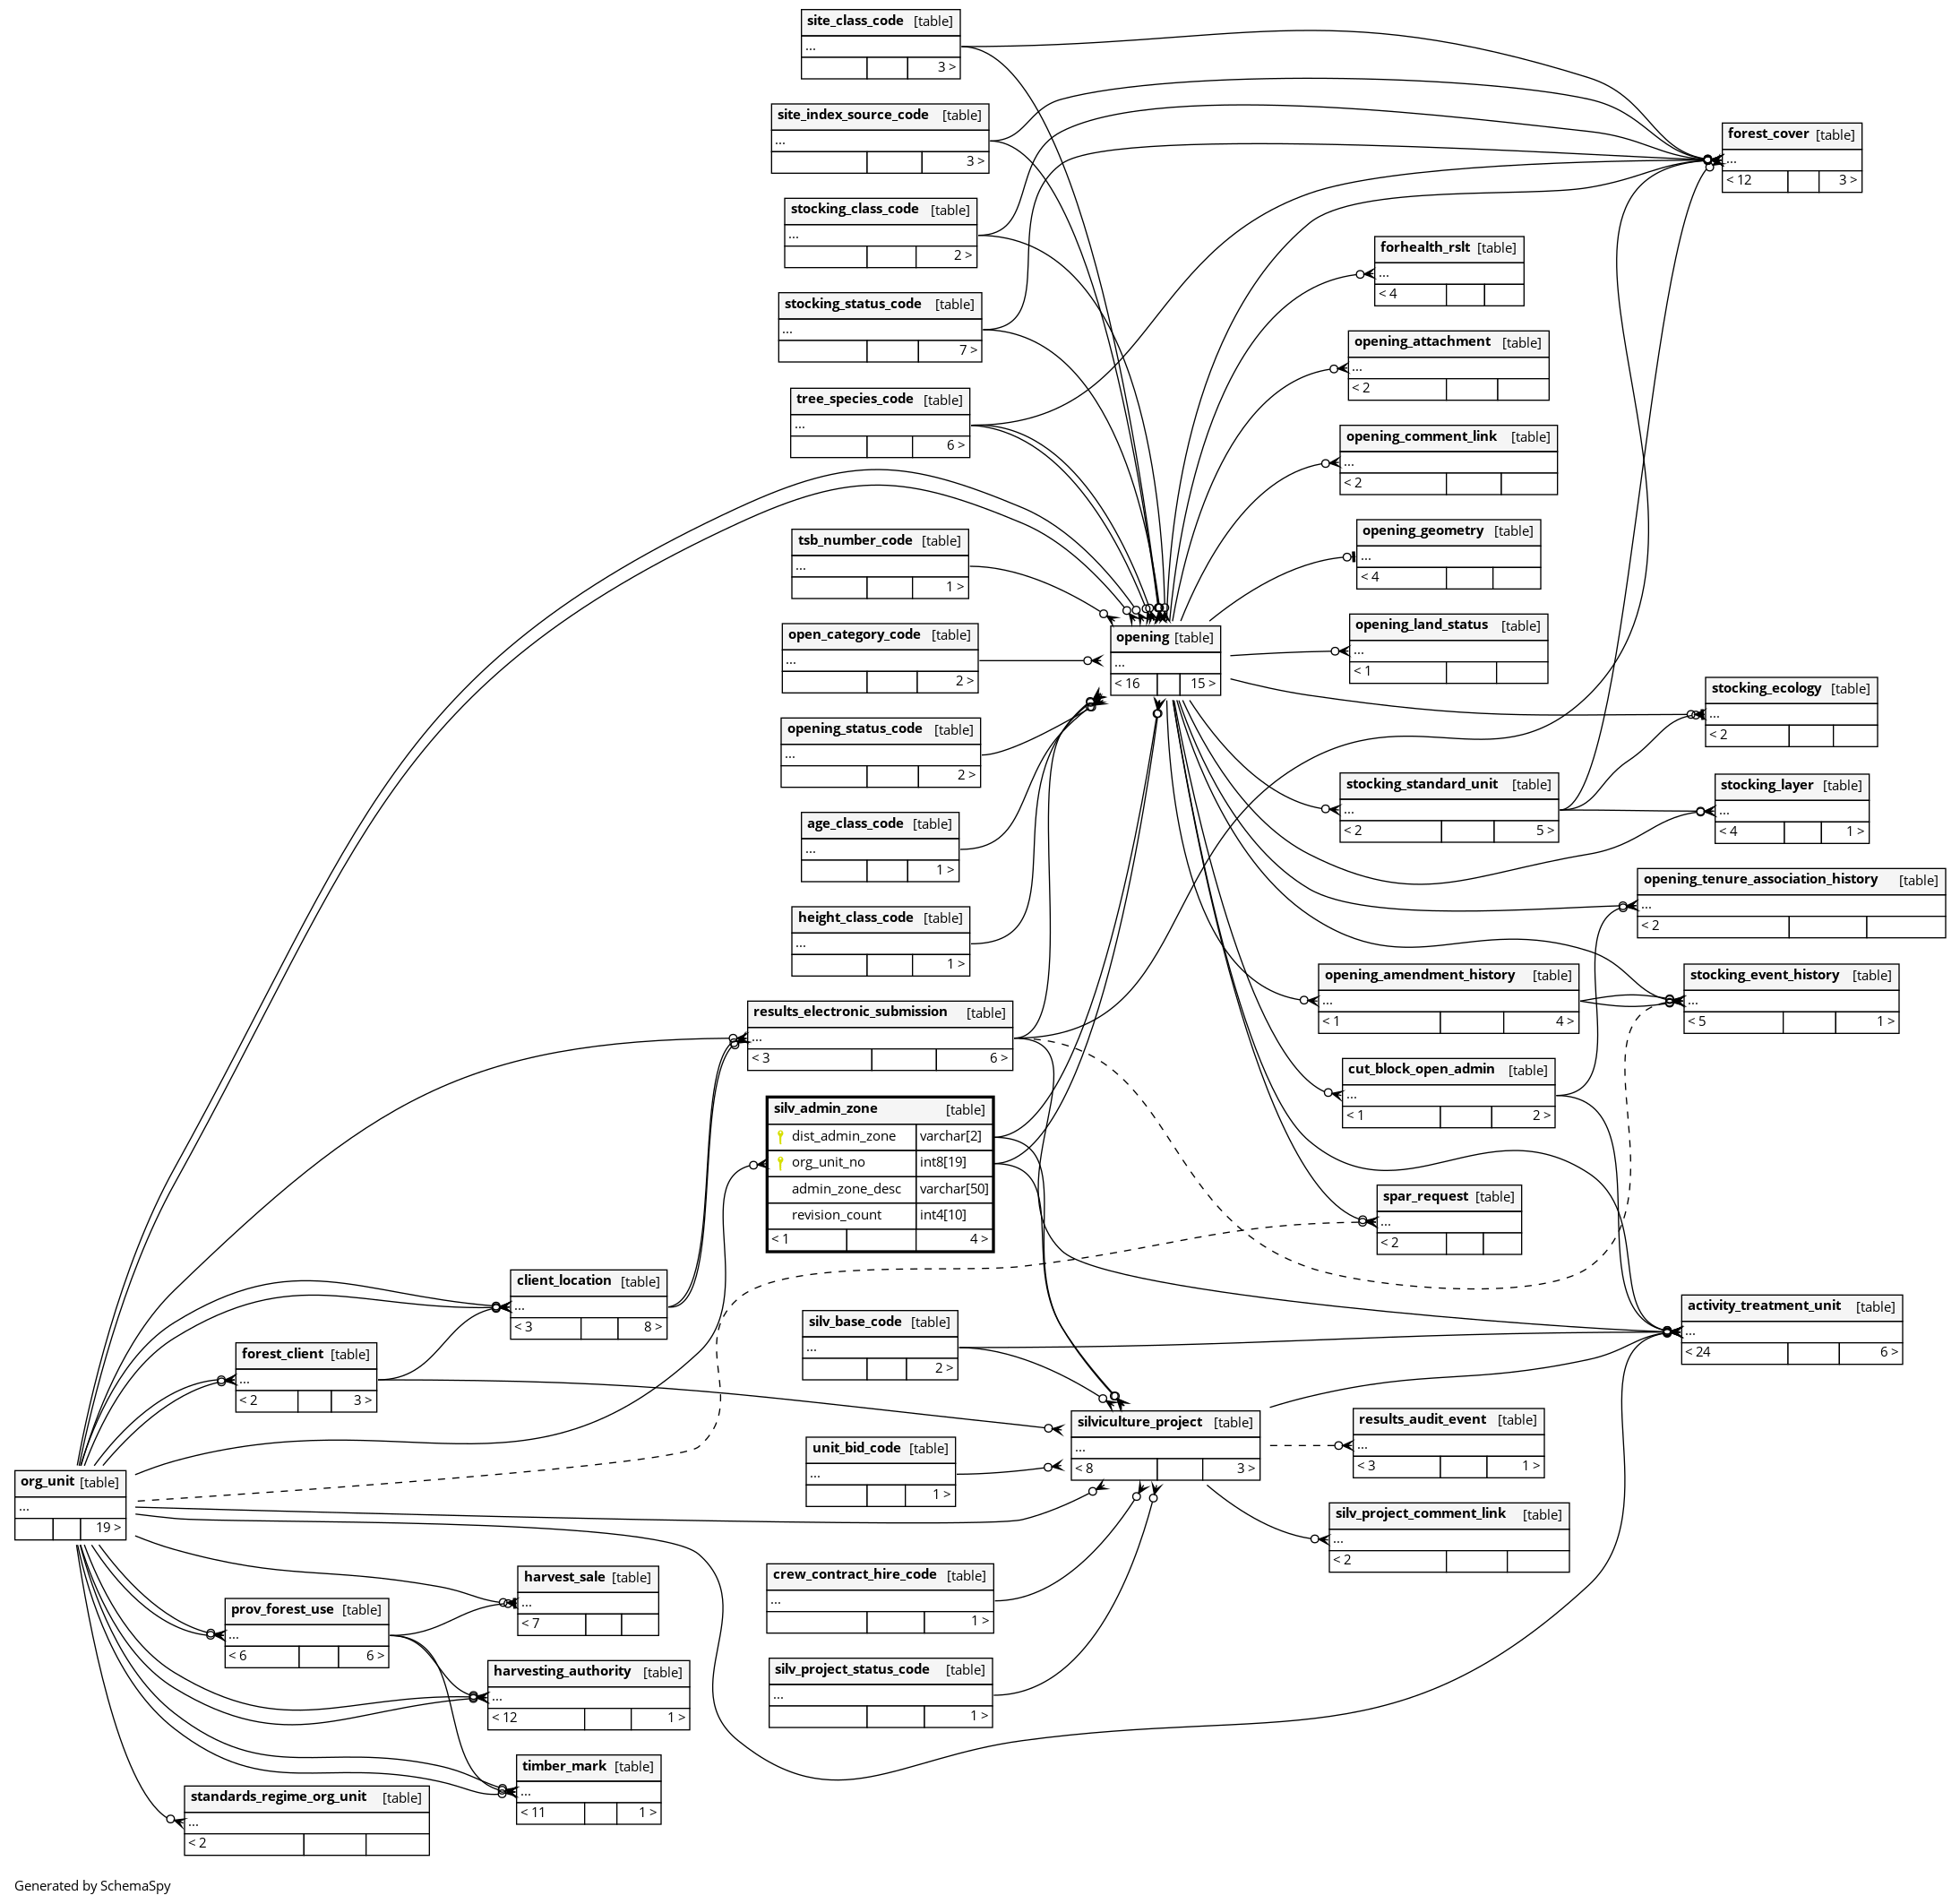 site_class_code [table]
...
3 >
site_index_source_code [table]
...
3 >
stocking_class_code [table]
...
2 >
stocking_status_code [table]
...
7 >
tree_species_code [table]
...
6 >
tsb_number_code [table]
...
1 >
open_category_code [table]
...
2 >
opening_status_code [table]
...
2 >
age_class_code [table]
...
1 >
height_class_code [table]
...
1 >
results_electronic_submission [table]
...
< 3 6 >
silv_admin_zone [table]
dist_admin_zone varchar[2]
org_unit_no int8[19]
admin_zone_desc varchar[50]
revision_count int4[10]
< 1 4 >
client_location [table]
...
< 3 8 >
forest_client [table]
...
< 2 3 >
org_unit [table]
...
19 >
silv_base_code [table]
...
2 >
unit_bid_code [table]
...
1 >
crew_contract_hire_code [table]
...
1 >
silv_project_status_code [table]
...
1 >
harvest_sale [table]
...
< 7
prov_forest_use [table]
...
< 6 6 >
harvesting_authority [table]
...
< 12 1 >
timber_mark [table]
...
< 11 1 >
standards_regime_org_unit [table]
...
< 2
opening [table]
...
< 16 15 >
silviculture_project [table]
...
< 8 3 >
forest_cover [table]
...
< 12 3 >
forhealth_rslt [table]
...
< 4
opening_attachment [table]
...
< 2
opening_comment_link [table]
...
< 2
opening_geometry [table]
...
< 4
opening_land_status [table]
...
< 1
stocking_ecology [table]
...
< 2
stocking_standard_unit [table]
...
< 2 5 >
stocking_layer [table]
...
< 4 1 >
opening_tenure_association_history [table]
...
< 2
opening_amendment_history [table]
...
< 1 4 >
stocking_event_history [table]
...
< 5 1 >
cut_block_open_admin [table]
...
< 1 2 >
spar_request [table]
...
< 2
activity_treatment_unit [table]
...
< 24 6 >
results_audit_event [table]
...
< 3 1 >
silv_project_comment_link [table]
...
< 2
Generated by SchemaSpy